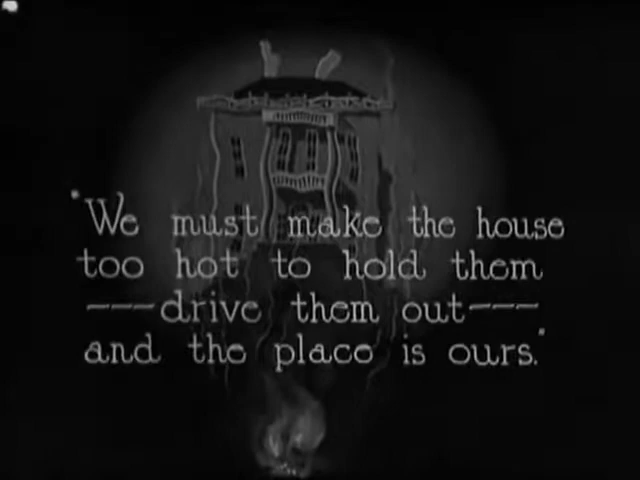 "We must make the house
too hot to hold them
---drive them out---
and the place is ours."